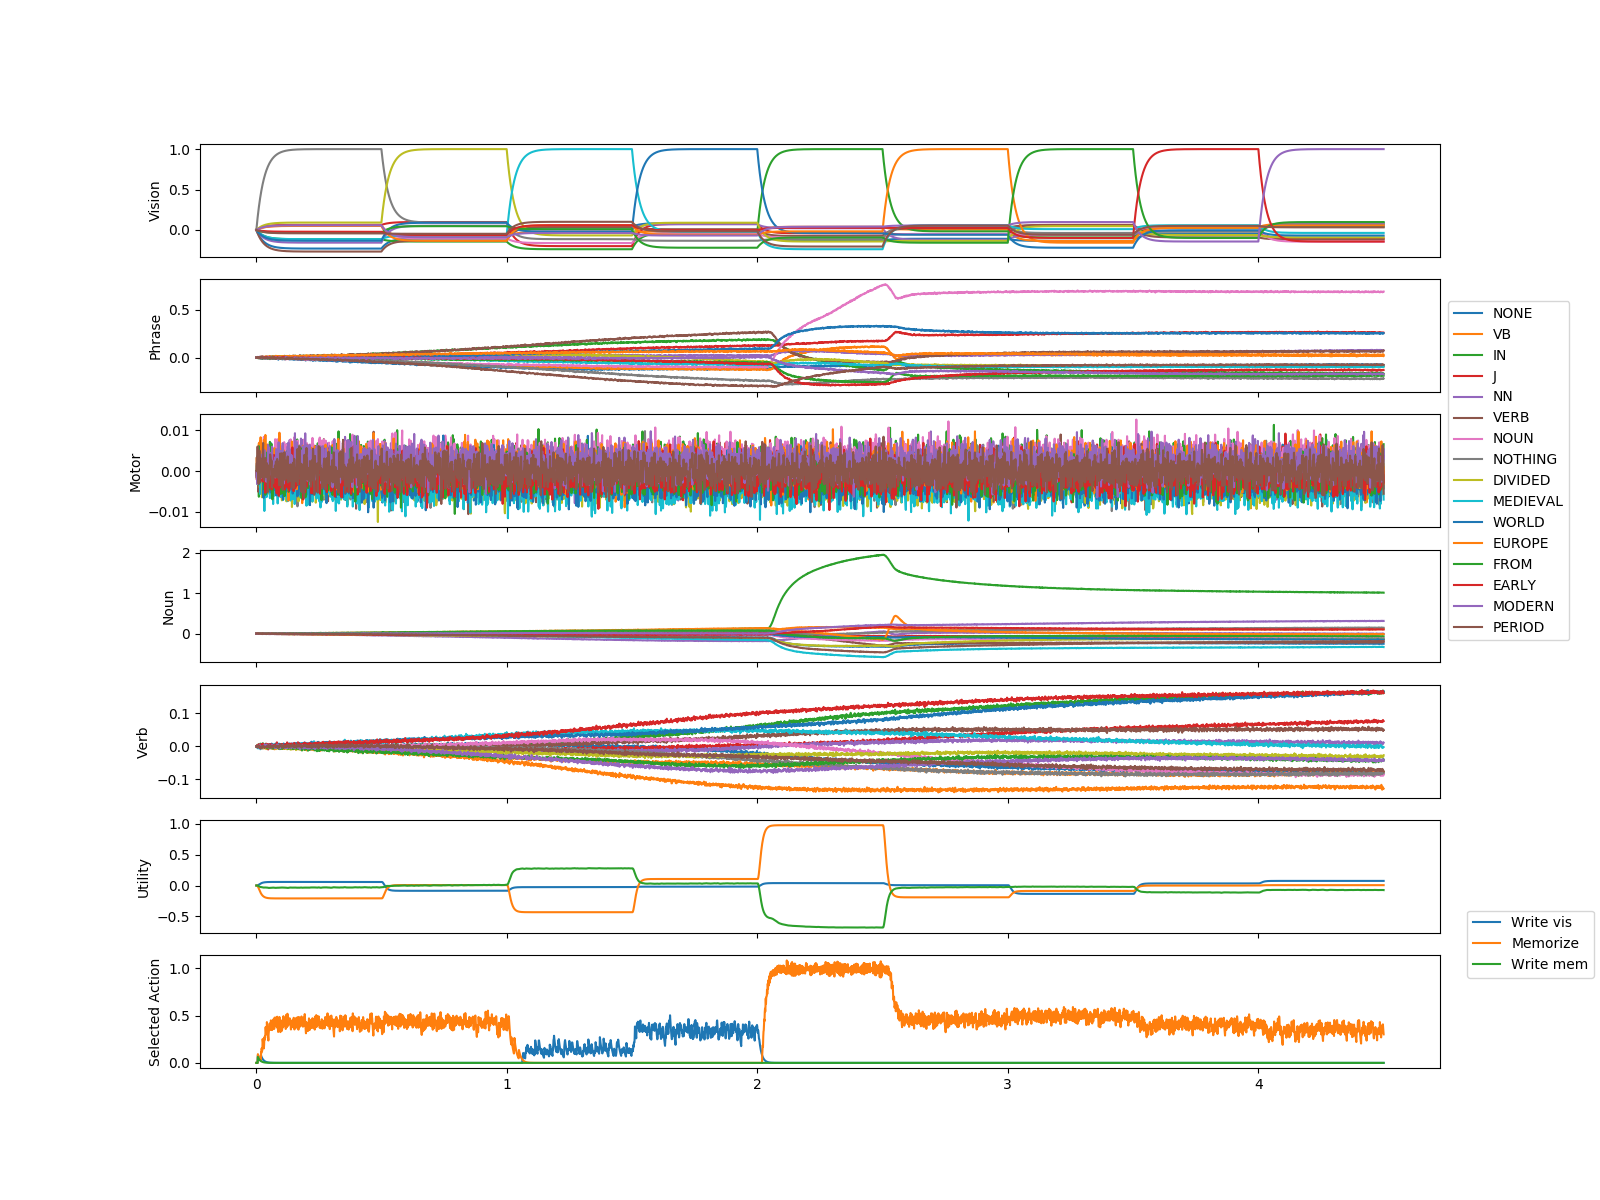 Vision
1.0
0.5
0.0
Phrase
0.5
0.0
Motor
0.01
0.00
−0.01
Noun
2
1
0
Verb
0.1
0.0
−0.1
Utility
1.0
0.5
0.0
−0.5
Selected Action
1.0
0.5
0.0
0
1
2
3
4
NONE
VB
IN
J
NN
VERB
NOUN
NOTHING
DIVIDED
MEDIEVAL
WORLD
EUROPE
FROM
EARLY
MODERN
PERIOD
Write vis
Memorize
Write mem